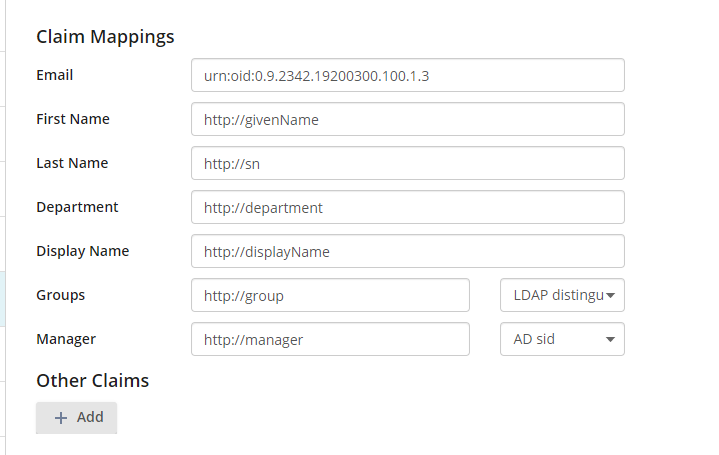 Claim Mappings
Email urn:oid:0.9.2342.19200300.100.1.3
First Name http://givenName
Last Name http://sn
Department http://department
Display Name http://displayName
Groups http://group LDAP distingu
Manager http://manager AD sid
Other Claims
+ Add